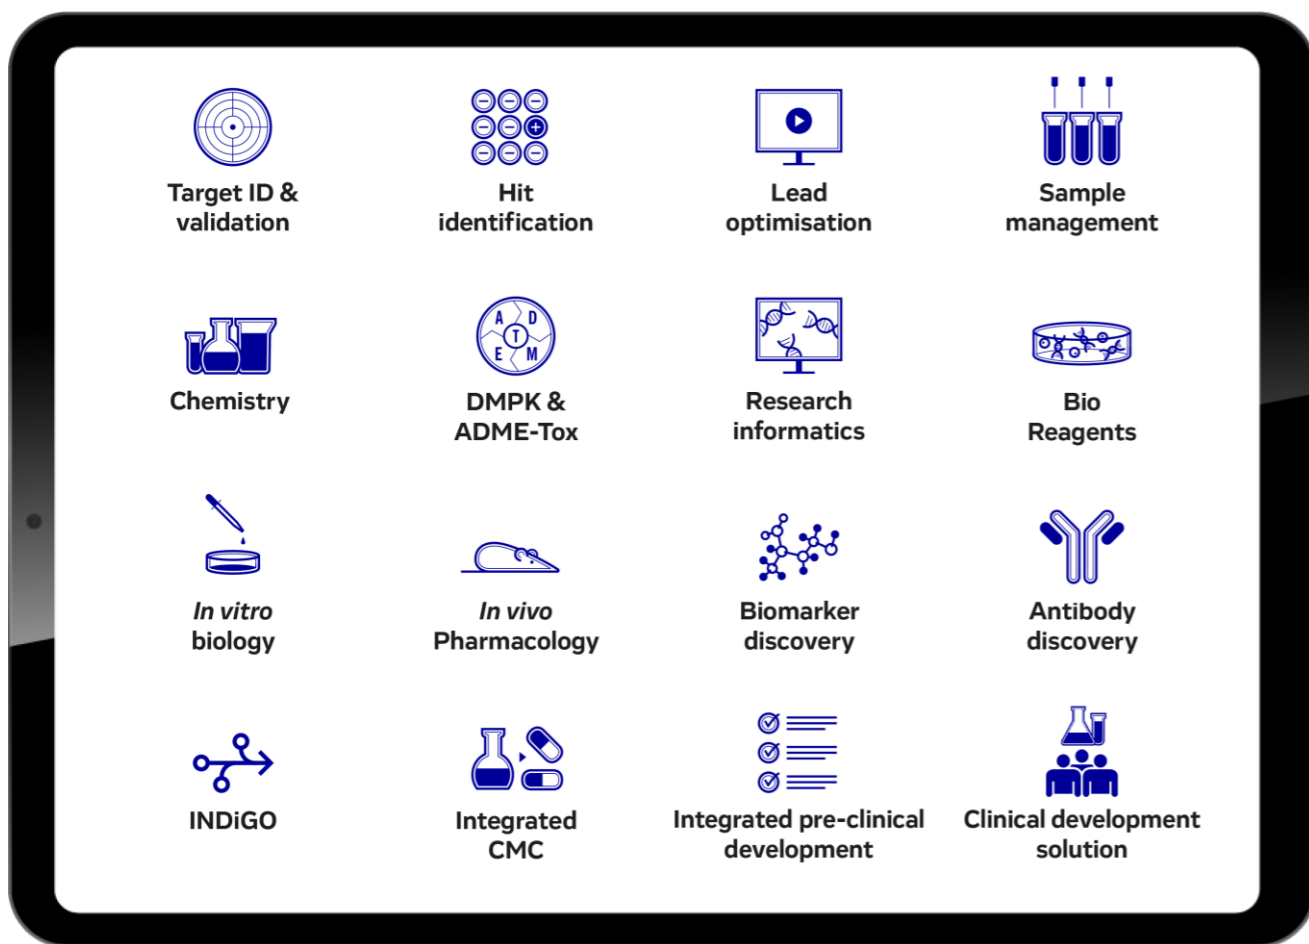 Target ID &
validation
Hit
identification
Lead
optimisation
Sample
management
Chemistry
A D
T
E M
DMPK &
ADME-Tox
Research
informatics
Bio
Reagents
In vitro
biology
In vivo
Pharmacology
Biomarker
discovery
Antibody
discovery
INDiGO
Integrated
CMC
Integrated pre-clinical
development
Clinical development
solution